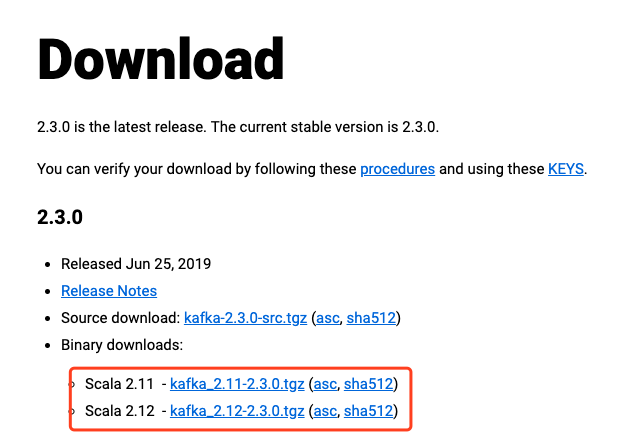 Download
2.3.0 is the latest release. The current stable version is 2.3.0.
You can verify your download by following these procedures and using these KEYS.
2.3.0
• Released Jun 25, 2019
• Release Notes
• Source download: kafka-2.3.0-src.tgz (asc, sha512)
• Binary downloads:
◦ Scala 2.11 - kafka_2.11-2.3.0.tgz (asc, sha512)
◦ Scala 2.12 - kafka_2.12-2.3.0.tgz (asc, sha512)